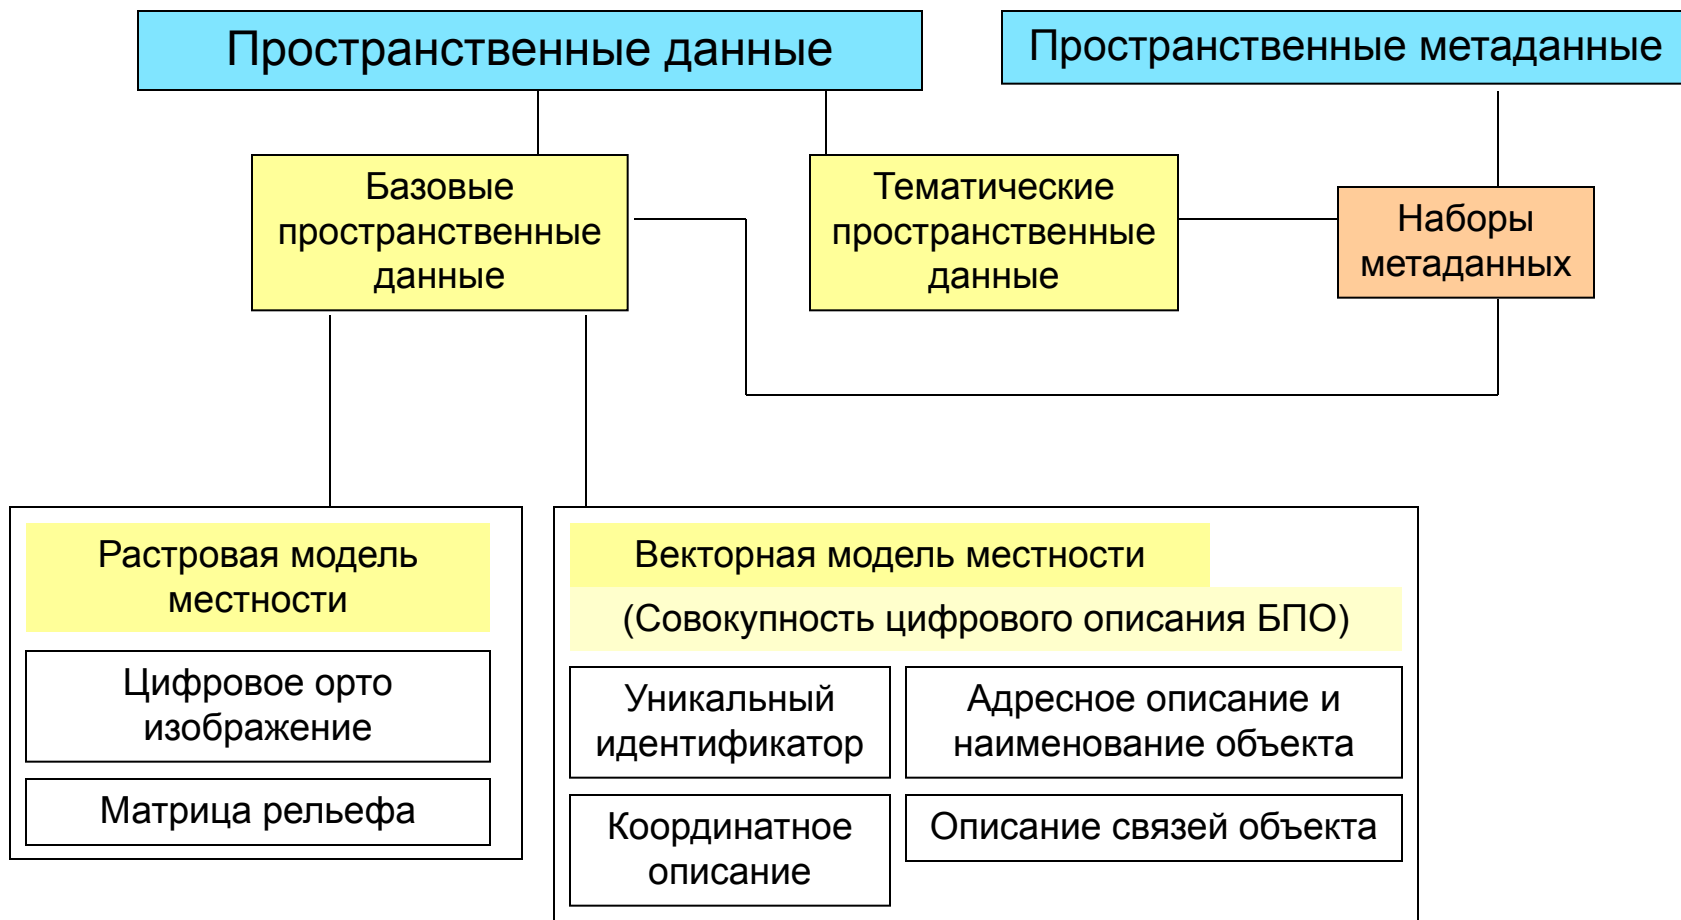 Пространственные данные
Пространственные метаданные
Базовые
пространственные
данные
Тематические
пространственные
данные
Наборы
метаданных
Растровая модель
местности
Цифровое орто
изображение
Матрица рельефа
Векторная модель местности
(Совокупность цифрового описания БПО)
Уникальный
идентификатор
Адресное описание и
наименование объекта
Координатное
описание
Описание связей объекта